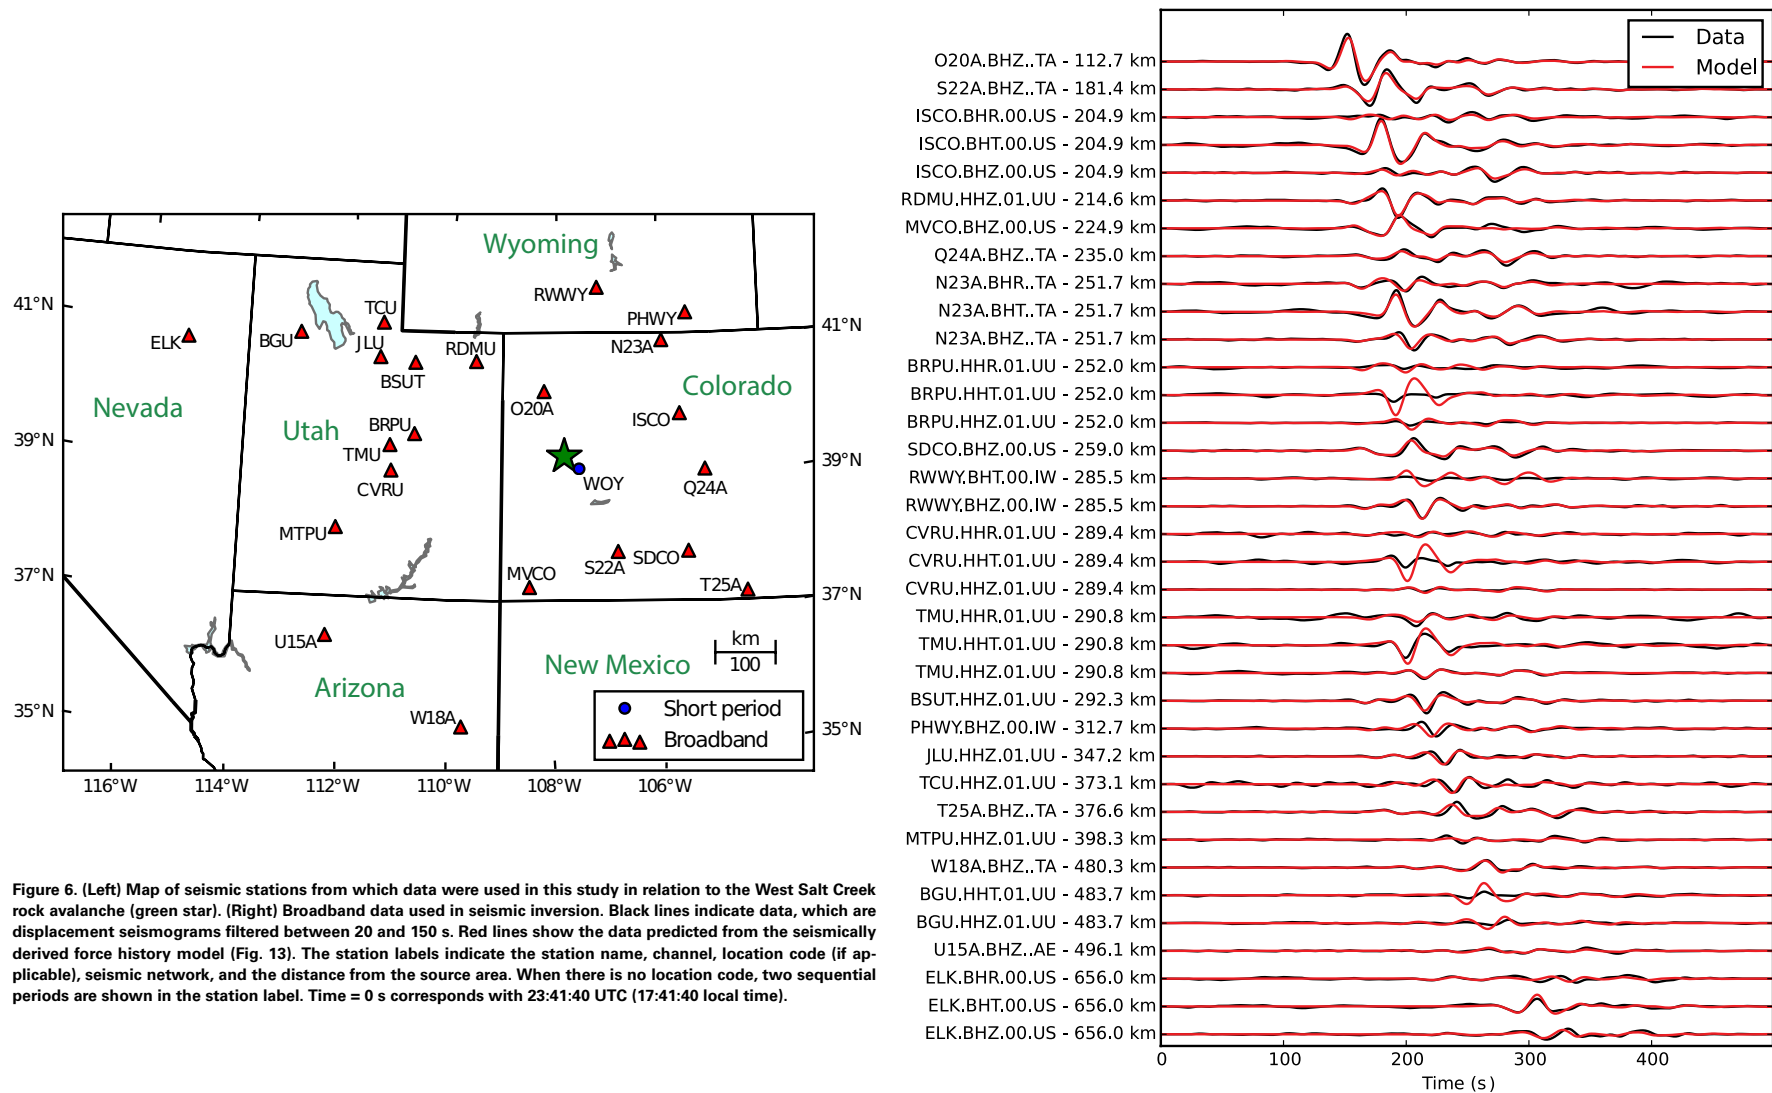 Wyoming
RWWY
PHWY
TCU
41°N
41°N
ELK
BGU
JLU
RDMU
N23A
BSUT
Colorado
Nevada
O20A
ISCO
Utah
BRPU
39°N
TMU
39°N
CVRU
WOY
Q24A
MTPU
S22A
SDCO
MVCO
37°N
T25A
37°N
U15A
km
100
New Mexico
Arizona
W18A
Short period
Broadband
35°N
35°N
116°W
114°W
112°W
110°W
108°W
106°W
Figure 6. (Left) Map of seismic stations from which data were used in this study in relation to the West Salt Creek
rock avalanche (green star). (Right) Broadband data used in seismic inversion. Black lines indicate data, which are
displacement seismograms filtered between 20 and 150 s. Red lines show the data predicted from the seismically
derived force history model (Fig. 13). The station labels indicate the station name, channel, location code (if ap-
plicable), seismic network, and the distance from the source area. When there is no location code, two sequential
periods are shown in the station label. Time = 0 s corresponds with 23:41:40 UTC (17:41:40 local time).
Data
Model
O20A.BHZ..TA - 112.7 km
S22A.BHZ..TA - 181.4 km
ISCO.BHR.00.US - 204.9 km
ISCO.BHT.00.US - 204.9 km
ISCO.BHZ.00.US - 204.9 km
RDMU.HHZ.01.UU - 214.6 km
MVCO.BHZ.00.US - 224.9 km
Q24A.BHZ..TA - 235.0 km
N23A.BHR..TA - 251.7 km
N23A.BHT..TA - 251.7 km
N23A.BHZ..TA - 251.7 km
BRPU.HHR.01.UU - 252.0 km
BRPU.HHT.01.UU - 252.0 km
BRPU.HHZ.01.UU - 252.0 km
SDCO.BHZ.00.US - 259.0 km
RWWY.BHT.00.IW - 285.5 km
RWWY.BHZ.00.IW - 285.5 km
CVRU.HHR.01.UU - 289.4 km
CVRU.HHT.01.UU - 289.4 km
CVRU.HHZ.01.UU - 289.4 km
TMU.HHR.01.UU - 290.8 km
TMU.HHT.01.UU - 290.8 km
TMU.HHZ.01.UU - 290.8 km
BSUT.HHZ.01.UU - 292.3 km
PHWY.BHZ.00.IW - 312.7 km
JLU.HHZ.01.UU - 347.2 km
TCU.HHZ.01.UU - 373.1 km
T25A.BHZ..TA - 376.6 km
MTPU.HHZ.01.UU - 398.3 km
W18A.BHZ..TA - 480.3 km
BGU.HHT.01.UU - 483.7 km
BGU.HHZ.01.UU - 483.7 km
U15A.BHZ..AE - 496.1 km
ELK.BHR.00.US - 656.0 km
ELK.BHT.00.US - 656.0 km
ELK.BHZ.00.US - 656.0 km
0
100
200
300
400
Time (s)